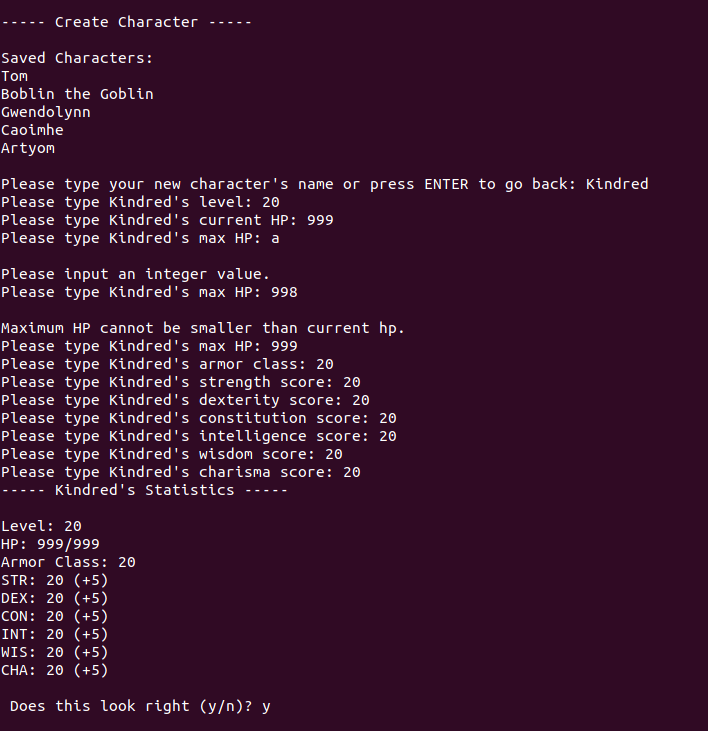 ----- Create Character -----
Saved Characters:
Tom
Boblin the Goblin
Gwendolynn
Caoimhe
Artyom
Please type your new character's name or press ENTER to go back: Kindred
Please type Kindred's level: 20
Please type Kindred's current HP: 999
Please type Kindred's max HP: a
Please input an integer value.
Please type Kindred's max HP: 998
Maximum HP cannot be smaller than current hp.
Please type Kindred's max HP: 999
Please type Kindred's armor class: 20
Please type Kindred's strength score: 20
Please type Kindred's dexterity score: 20
Please type Kindred's constitution score: 20
Please type Kindred's intelligence score: 20
Please type Kindred's wisdom score: 20
Please type Kindred's charisma score: 20
----- Kindred's Statistics -----
Level: 20
HP: 999/999
Armor Class: 20
STR: 20 (+5)
DEX: 20 (+5)
CON: 20 (+5)
INT: 20 (+5)
WIS: 20 (+5)
CHA: 20 (+5)
Does this look right (y/n)? y